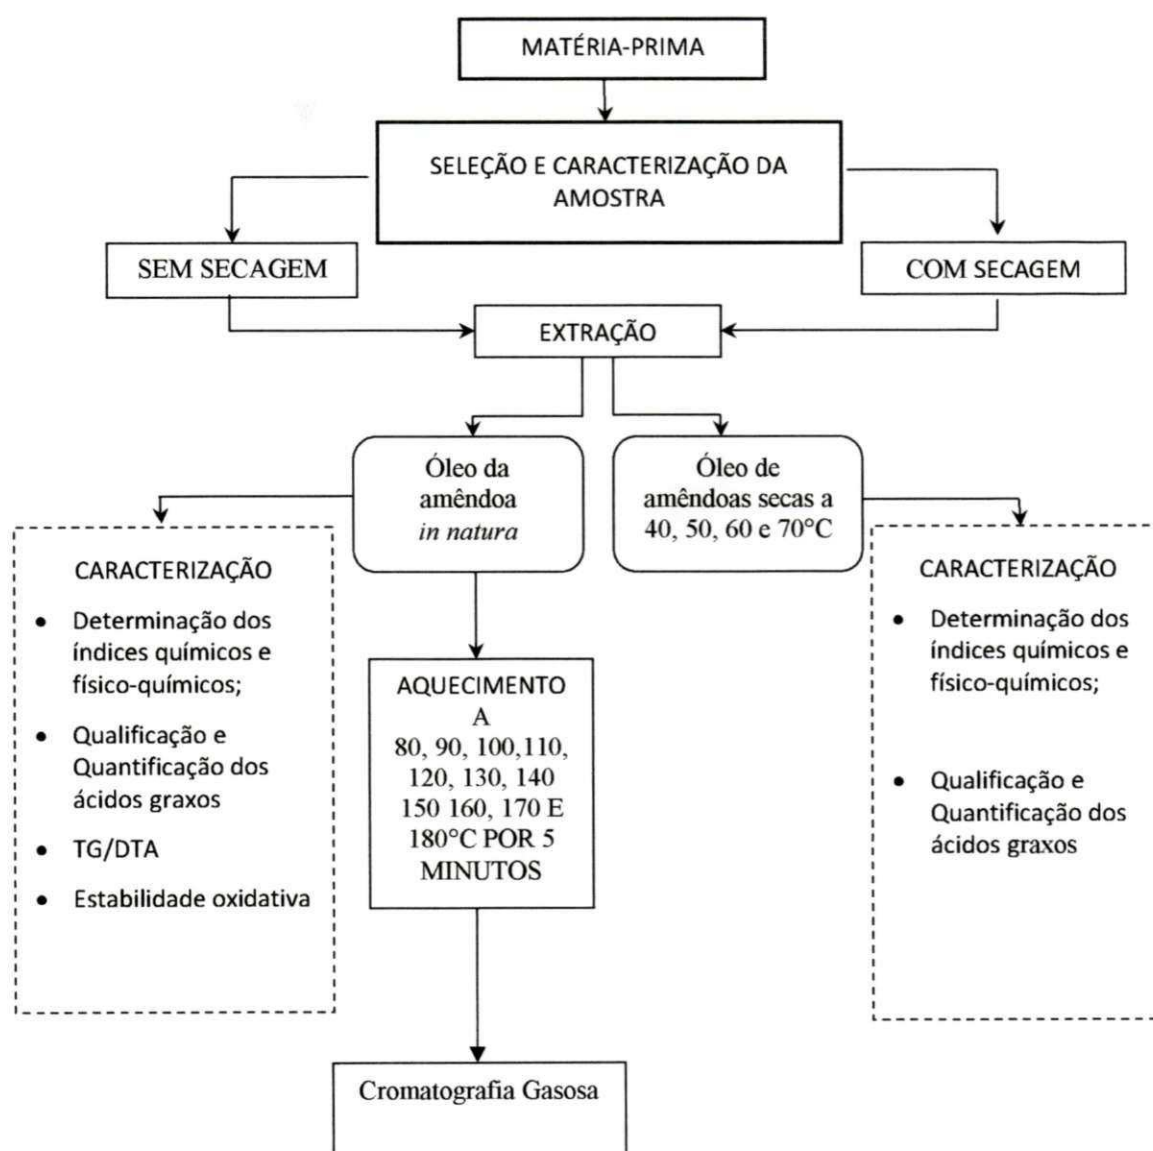 MATÉRIA-PRIMA
SELEÇÃO E CARACTERIZAÇÃO DA
AMOSTRA
SEM SECAGEM
COM SECAGEM
EXTRAÇÃO
Óleo da
amêndoa
in natura
Óleo de
amêndoas secas a
40, 50, 60 e 70°C
CARACTERIZAÇÃO
• Determinação dos
índices químicos e
físico-químicos;
• Qualificação e
Quantificação dos
ácidos graxos
• TG/DTA
• Estabilidade oxidativa
AQUECIMENTO
A
80, 90, 100,110,
120, 130, 140
150 160, 170 E
180°C POR 5
MINUTOS
CARACTERIZAÇÃO
• Determinação dos
índices químicos e
físico-químicos;
• Qualificação e
Quantificação dos
ácidos graxos
Cromatografia Gasosa